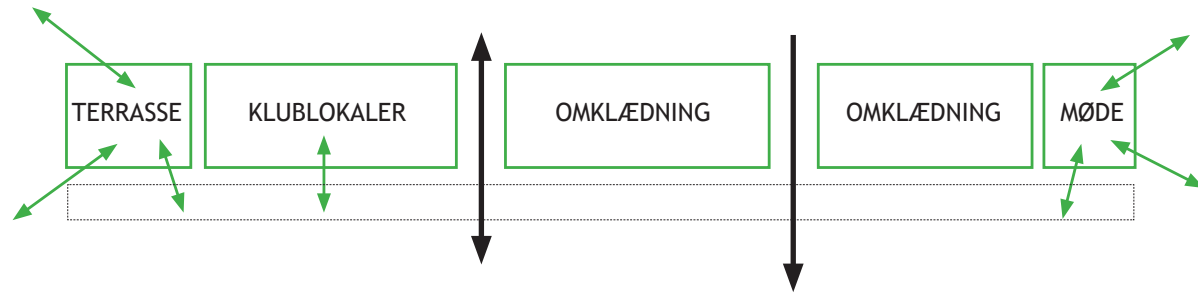 TERRASSE
KLUBLOKALER
OMKLÆDNING
OMKLÆDNING
MØDE